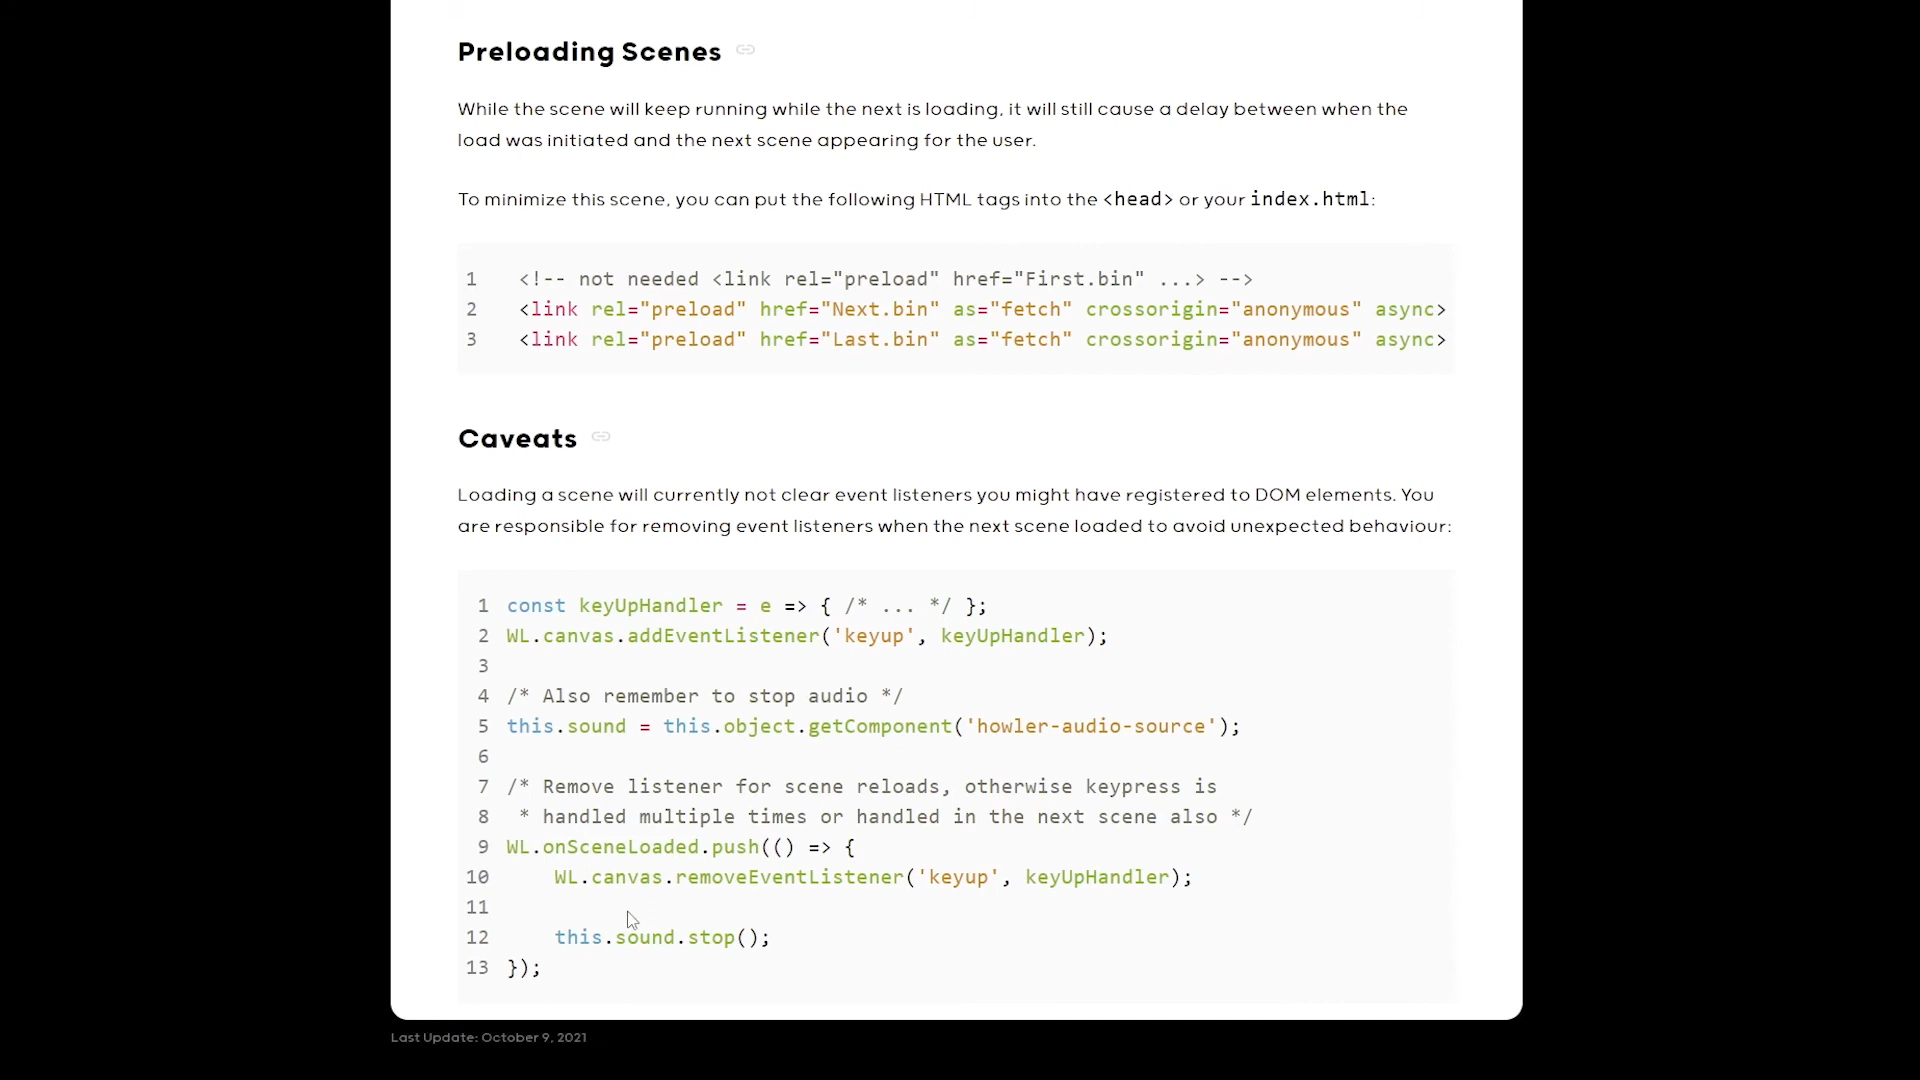 Preloading Scenes
While the scene will keep running while the next is loading, it will still cause a delay between when the
load was initiated and the next scene appearing for the user.
To minimize this scene, you can put the following HTML tags into the <head> or your index.html:
1 <!-- not needed <link rel="preload" href="First.bin" ...> -->
2 <link rel="preload" href="Next.bin" as="fetch" crossorigin="anonymous" async>
3 <link rel="preload" href="Last.bin" as="fetch" crossorigin="anonymous" async>
Caveats
Loading a scene will currently not clear event listeners you might have registered to DOM elements. You
are responsible for removing event listeners when the next scene loaded to avoid unexpected behaviour:
1 const keyUpHandler = e => { /* ... */ };
2 WL.canvas.addEventListener('keyup', keyUpHandler);
3
4 /* Also remember to stop audio */
5 this.sound = this.object.getComponent('howler-audio-source');
6
7 /* Remove listener for scene reloads, otherwise keypress is
8  * handled multiple times or handled in the next scene also */
9 WL.onSceneLoaded.push(() => {
10     WL.canvas.removeEventListener('keyup', keyUpHandler);
11
12     this.sound.stop();
13 });
Last Update: October 9, 2021